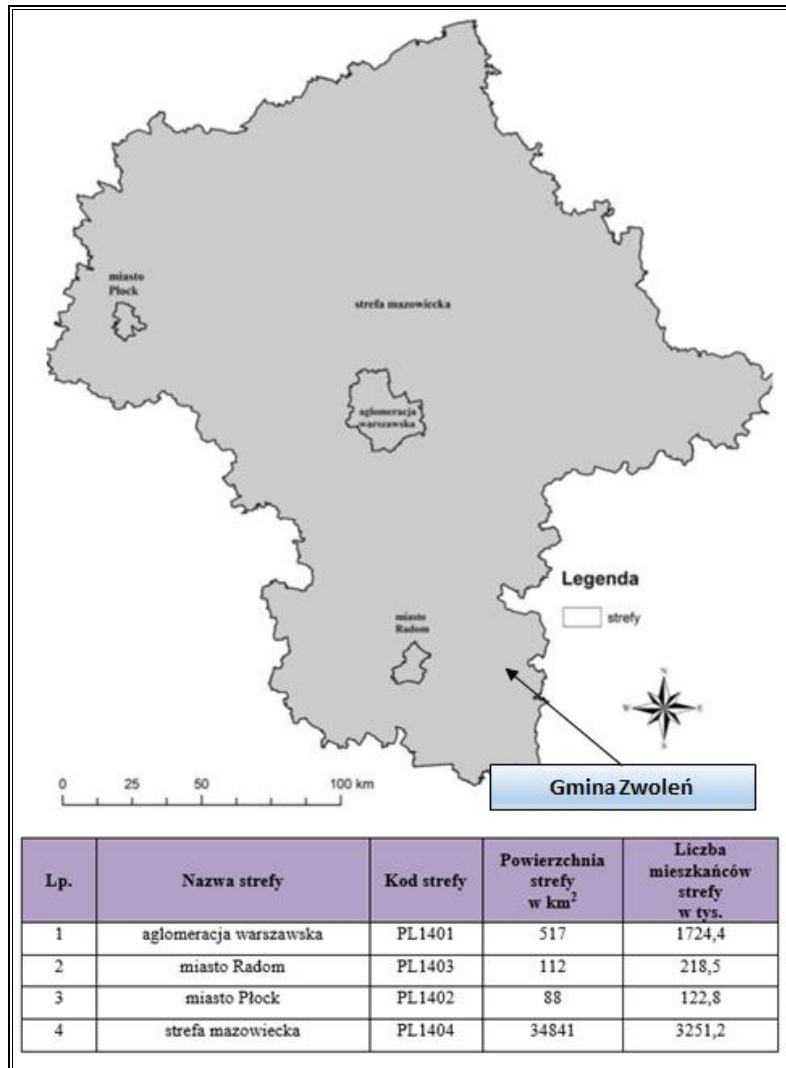 miasto
Płock
strefa mazowiecka
aglomeracja
warszawska
Legenda
strefy
miasto
Radom
N
W E
S
0 25 50 100 km
Gmina Zwoleń
Lp. Nazwa strefy Kod strefy Powierzchnia strefy w km² Liczba mieszkańców strefy w tys.
1 aglomeracja warszawska PL1401 517 1724,4
2 miasto Radom PL1403 112 218,5
3 miasto Płock PL1402 88 122,8
4 strefa mazowiecka PL1404 34841 3251,2